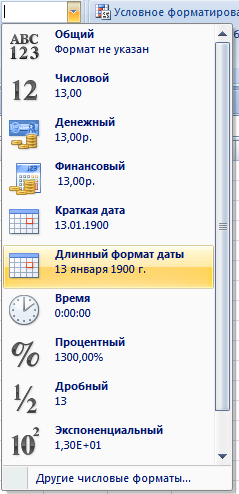 Условное форматирова
ABC
123
Общий
Формат не указан
12
Числовой
13,00
Денежный
13,00р.
Финансовый
13,00р.
Краткая дата
13.01.1900
Длинный формат даты
13 января 1900 г.
Время
0:00:00
%
Процентный
1300,00%
1/2
Дробный
13
10²
Экспоненциальный
1,30E+01
Другие числовые форматы...